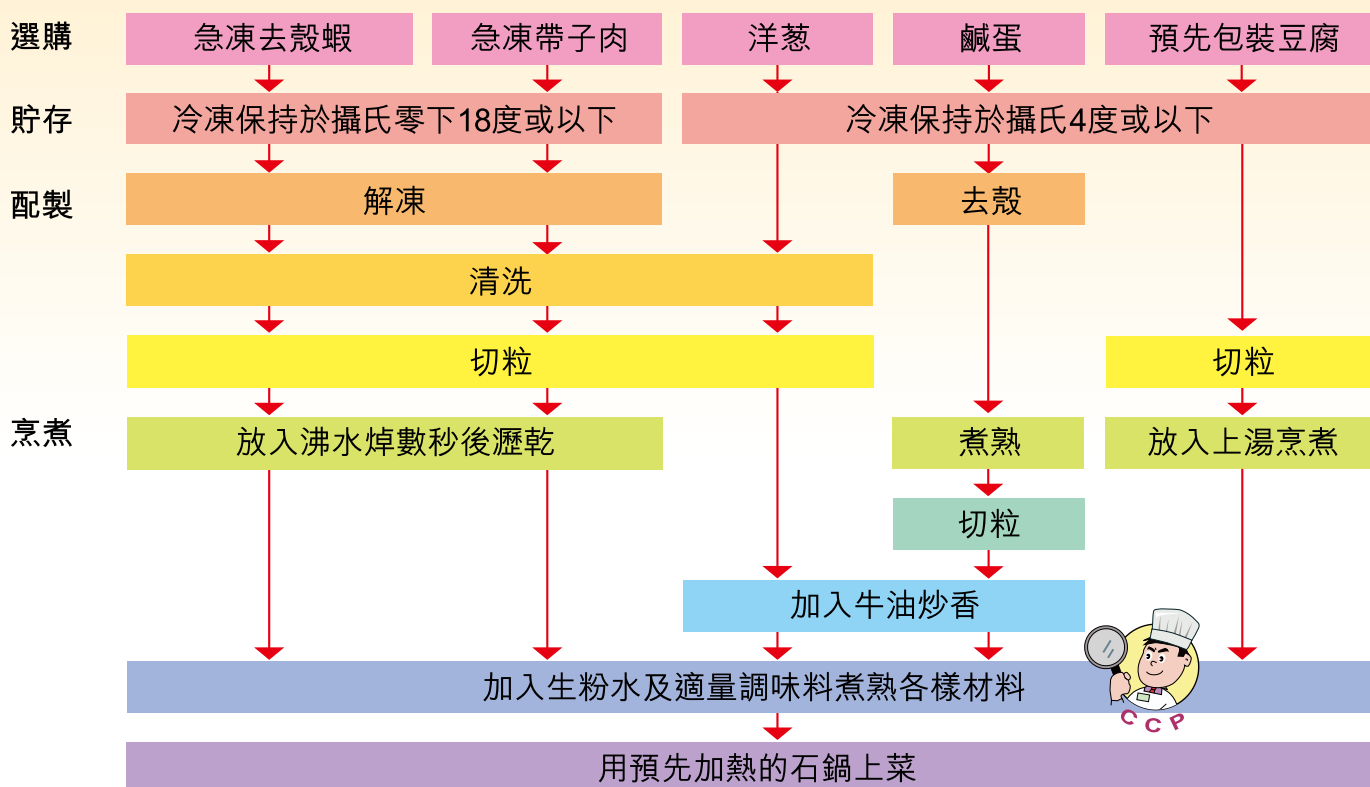 選購
急凍去殼蝦
急凍帶子肉
洋葱
鹹蛋
預先包裝豆腐
貯存
冷凍保持於攝氏零下18度或以下
冷凍保持於攝氏4度或以下
配製
解凍
去殼
清洗
切粒
切粒
烹煮
放入沸水焯數秒後瀝乾
煮熟
放入上湯烹煮
切粒
加入牛油炒香
加入生粉水及適量調味料煮熟各樣材料
CCP
用預先加熱的石鍋上菜